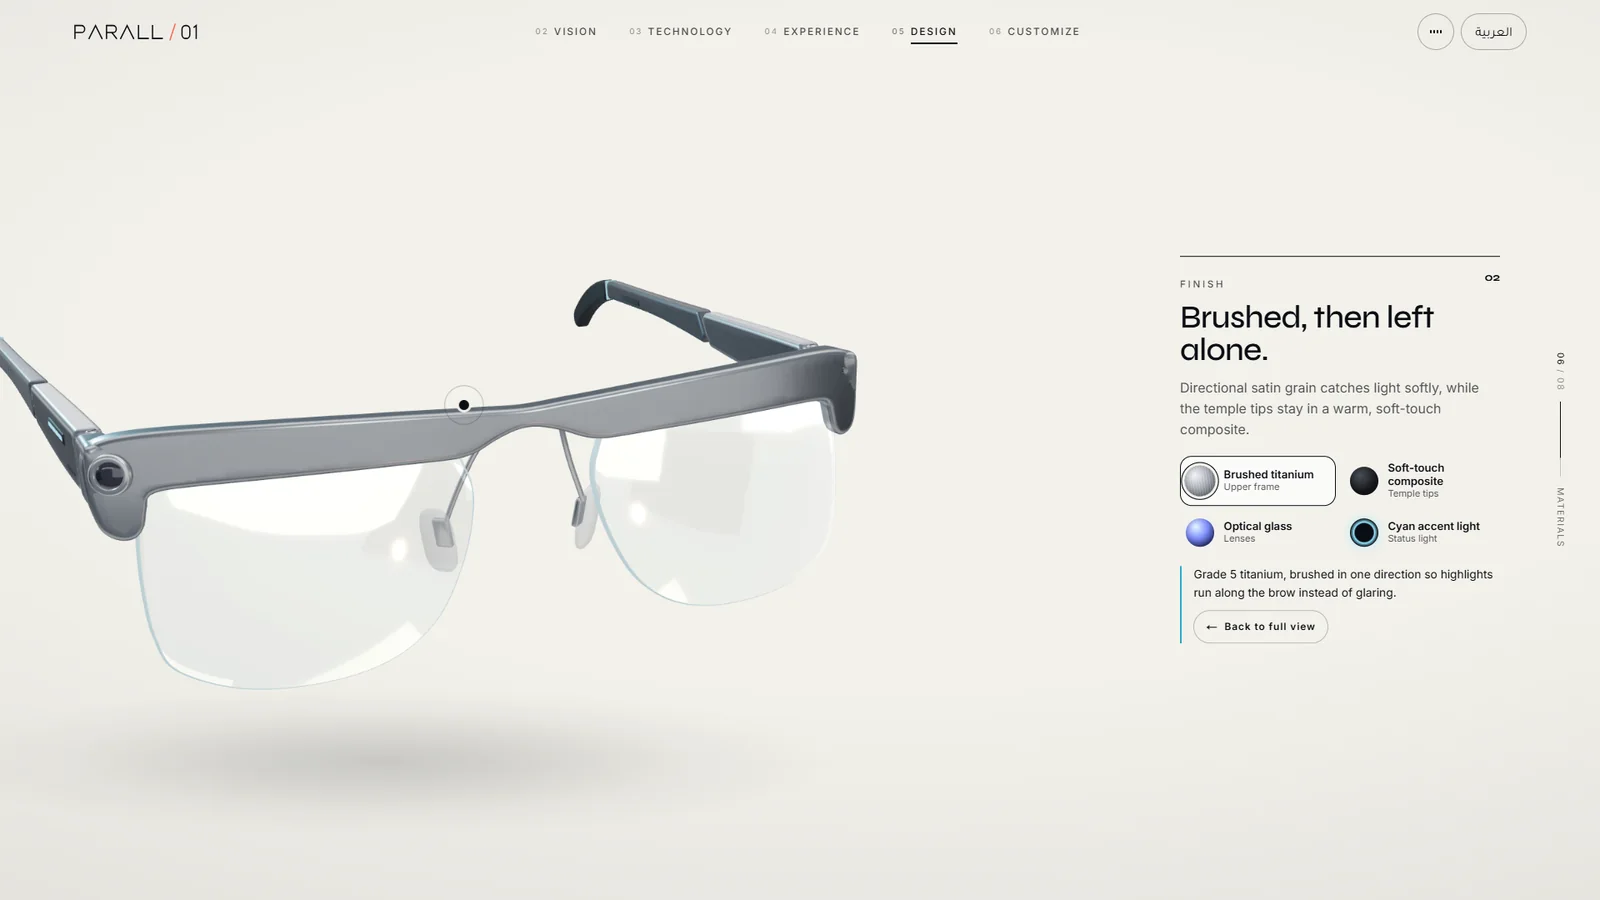 PARALL / 01
02 VISION
03 TECHNOLOGY
04 EXPERIENCE
05 DESIGN
06 CUSTOMIZE
العربية
02
FINISH
Brushed, then left
alone.
Directional satin grain catches light softly, while
the temple tips stay in a warm, soft-touch
composite.
Brushed titanium
Upper frame
Soft-touch
composite
Temple tips
Optical glass
Lenses
Cyan accent light
Status light
Grade 5 titanium, brushed in one direction so highlights
run along the brow instead of glaring.
← Back to full view
06 / 08
MATERIALS